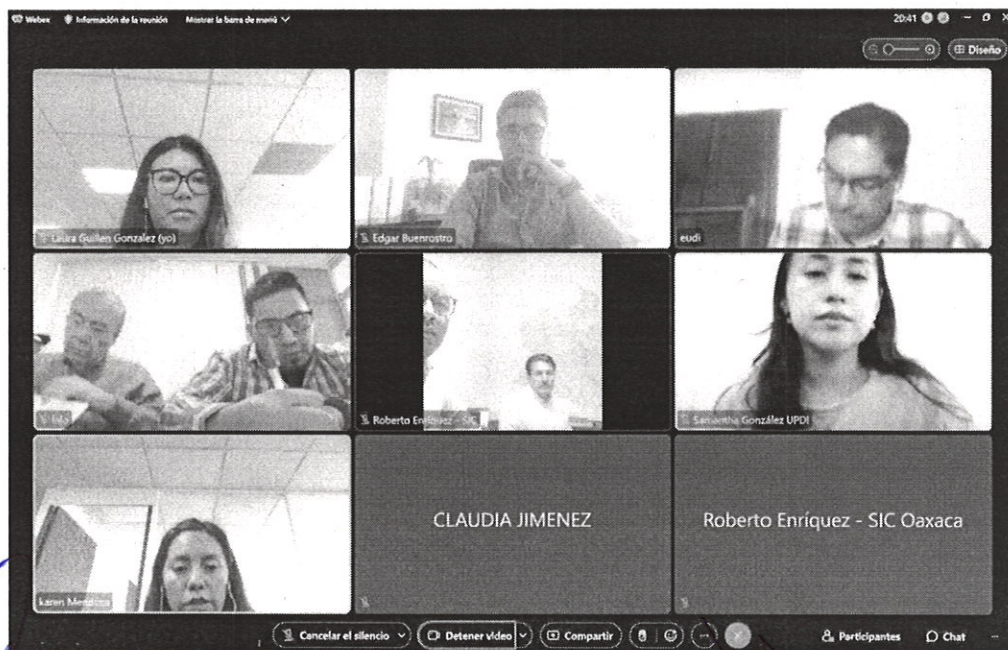 Webex Información de la reunión Mostrar la barra de menú 20:41
Diseño
Laura Guillen Gonzalez (yo)
Edgar Buenrostro
eudi
Roberto Enríquez - SIC
Samantha González UPDI
karen Mendoza
CLAUDIA JIMENEZ
Roberto Enríquez - SIC Oaxaca
Cancelar el silencio Detener vídeo Compartir Participantes Chat